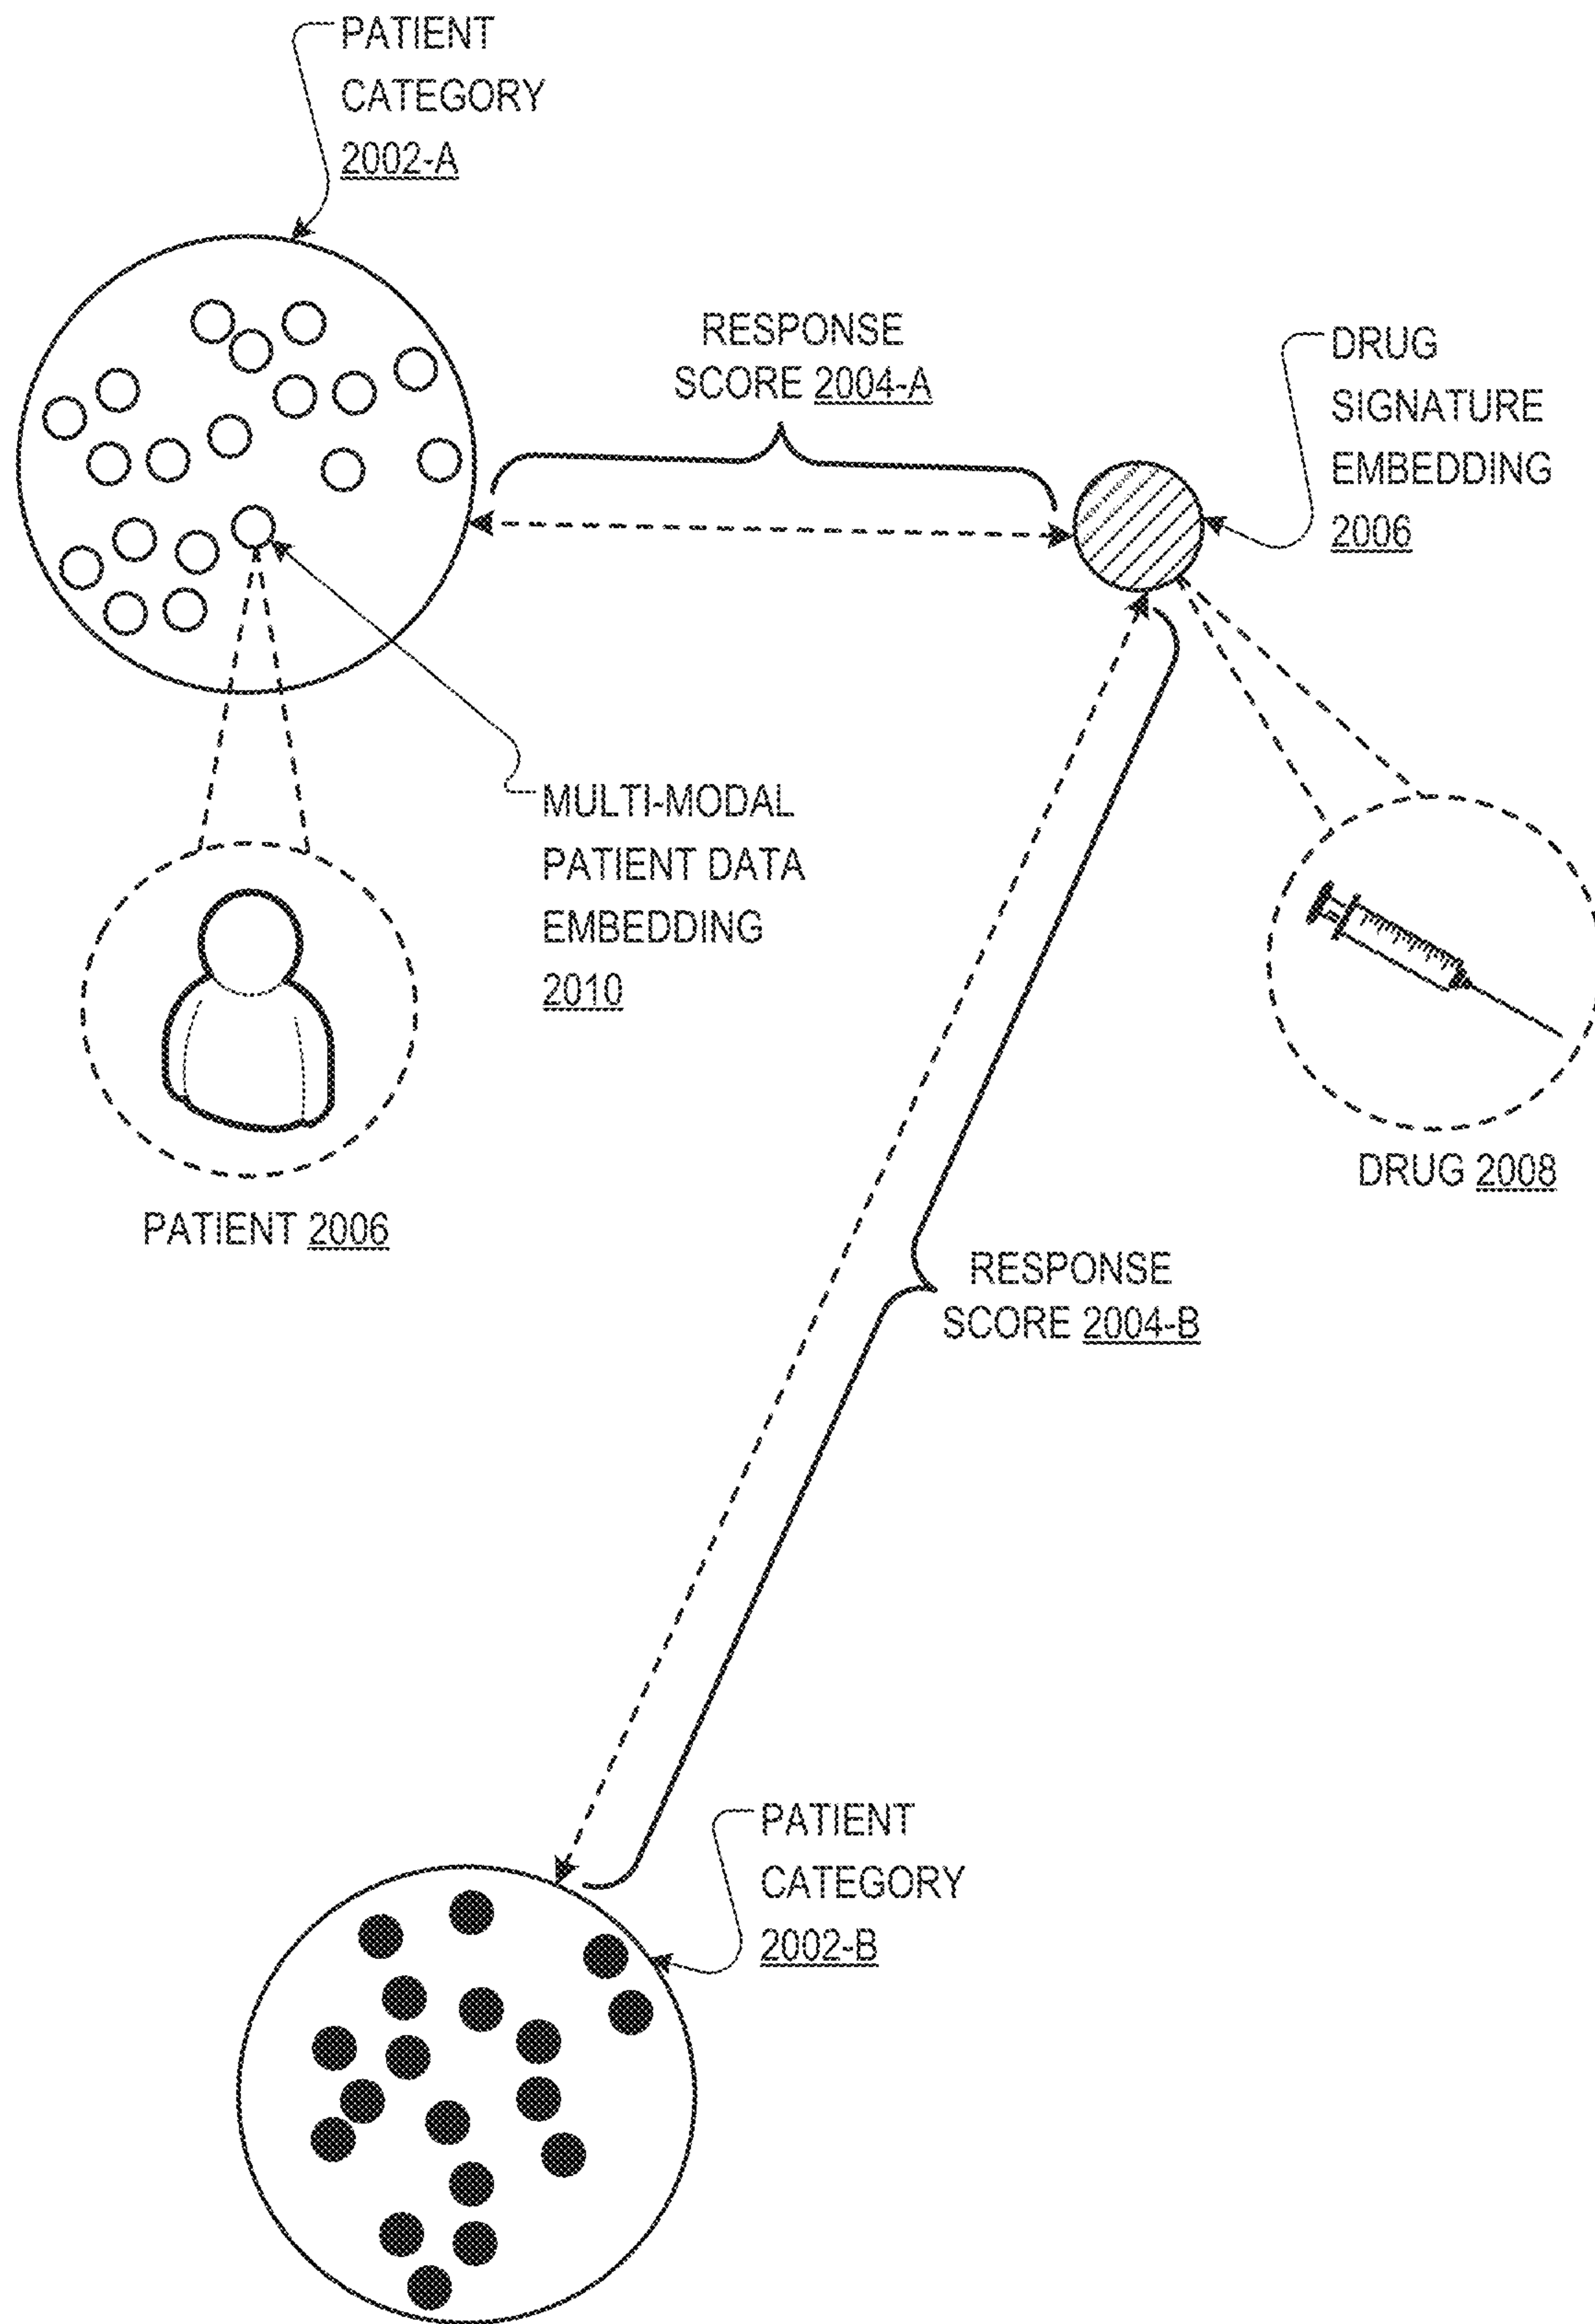 PATIENT
CATEGORY
2002-A
RESPONSE
SCORE 2004-A
DRUG
SIGNATURE
EMBEDDING
2006
MULTI-MODAL
PATIENT DATA
EMBEDDING
2010
PATIENT 2006
DRUG 2008
RESPONSE
SCORE 2004-B
PATIENT
CATEGORY
2002-B